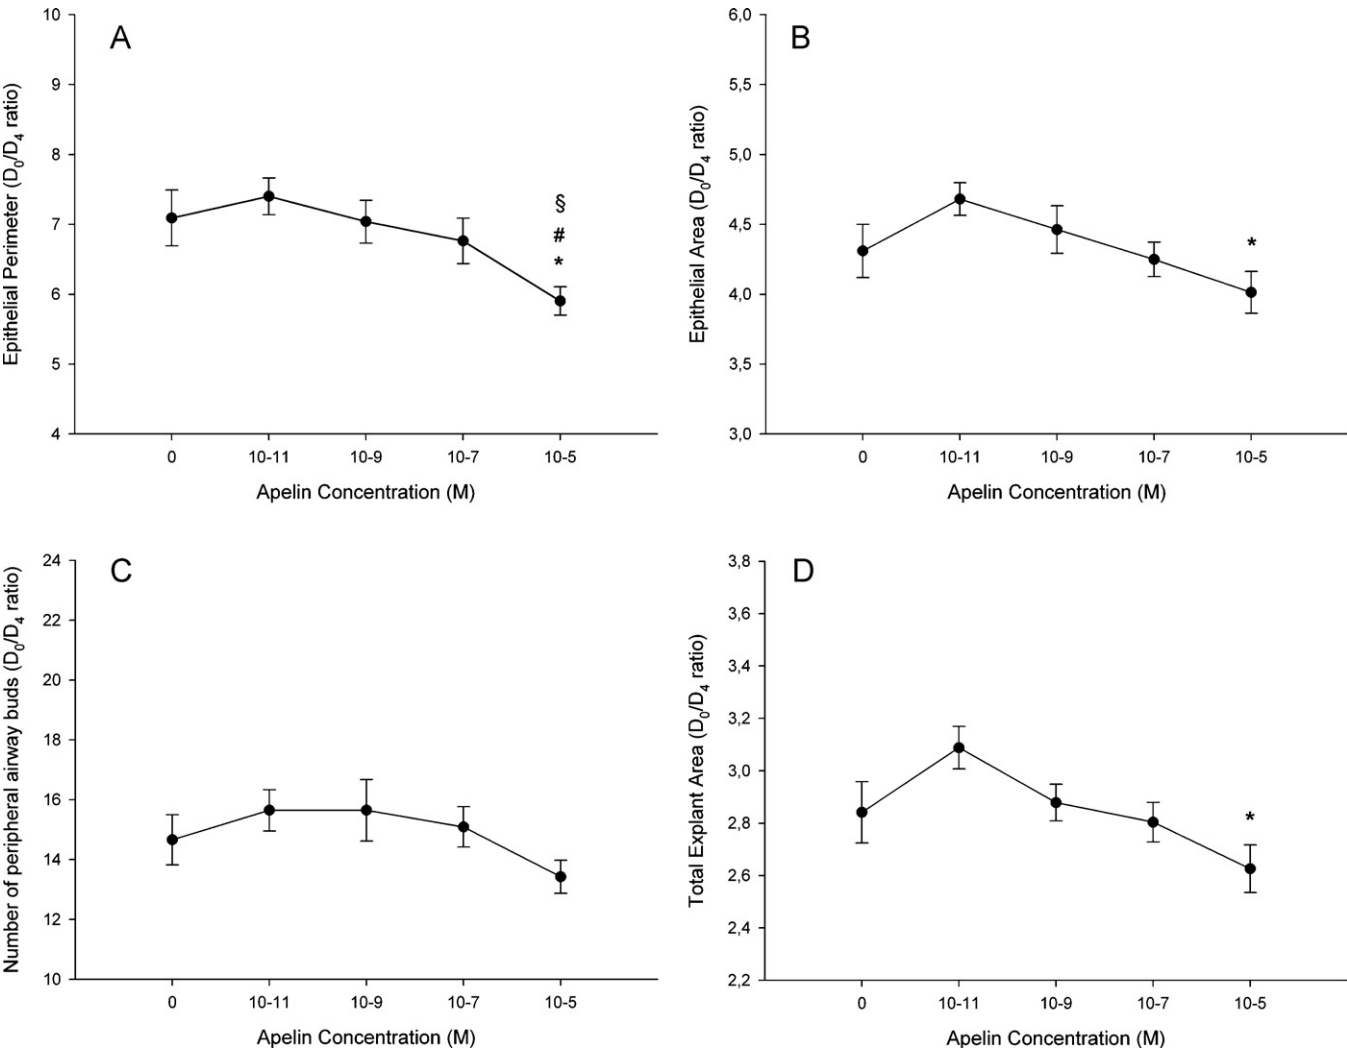 A
Epithelial Perimeter (D0/D4 ratio)
10
9
8
7
6
5
4
§
#
*
0 10-11 10-9 10-7 10-5
Apelin Concentration (M)
B
Epithelial Area (D0/D4 ratio)
6,0
5,5
5,0
4,5
4,0
3,5
3,0
*
0 10-11 10-9 10-7 10-5
Apelin Concentration (M)
C
Number of peripheral airway buds (D0/D4 ratio)
24
22
20
18
16
14
12
10
0 10-11 10-9 10-7 10-5
Apelin Concentration (M)
D
Total Explant Area (D0/D4 ratio)
3,8
3,6
3,4
3,2
3,0
2,8
2,6
2,4
2,2
*
0 10-11 10-9 10-7 10-5
Apelin Concentration (M)